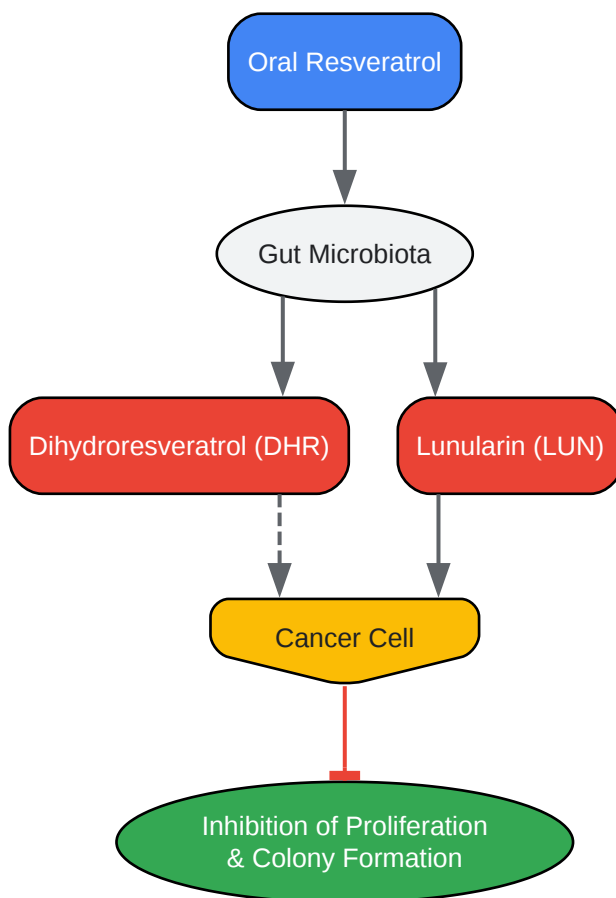 Oral Resveratrol
Gut Microbiota
Dihydroresveratrol (DHR)
Lunularin (LUN)
Cancer Cell
Inhibition of Proliferation
& Colony Formation